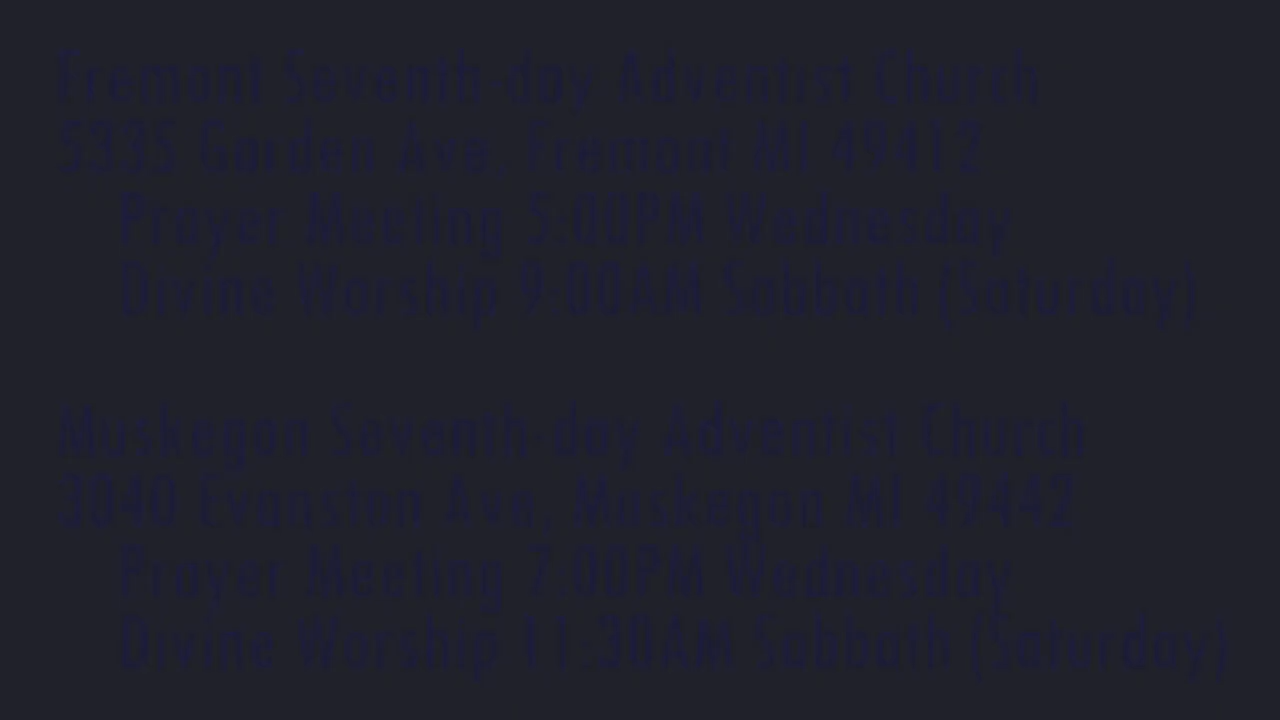 Fremont Seventh-day Adventist Church
5335 Garden Ave, Fremont MI 49412
Prayer Meeting 5:00PM Wednesday
Divine Worship 9:00AM Sabbath (Saturday)
Muskegon Seventh-day Adventist Church
3040 Evanston Ave, Muskegon MI 49442
Prayer Meeting 7:00PM Wednesday
Divine Worship 11:30AM Sabbath (Saturday)